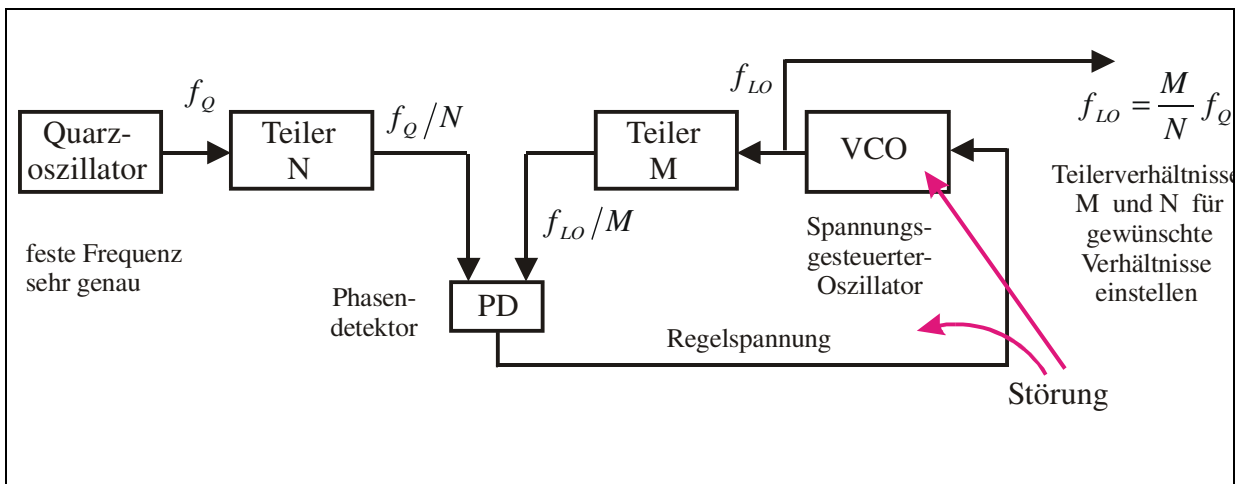 Quarz-
oszillator
f_Q
Teiler
N
f_Q/N
feste Frequenz
sehr genau
Phasen-
detektor
PD
f_LO/M
Teiler
M
f_LO
VCO
Spannungs-
gesteuerter-
Oszillator
Regelspannung
f_LO = M/N f_Q
Teilerverhältnisse
M und N für
gewünschte
Verhältnisse
einstellen
Störung